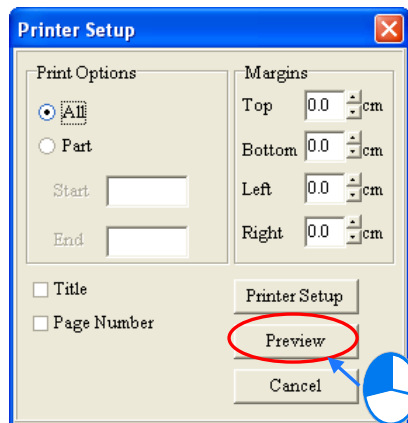 Printer Setup
Print Options
All
Part
Start
End
Margins
Top 0.0 cm
Bottom 0.0 cm
Left 0.0 cm
Right 0.0 cm
Title
Page Number
Printer Setup
Preview
Cancel